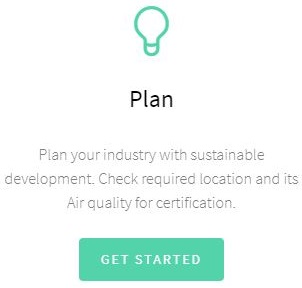 Plan
Plan your industry with sustainable
development. Check required location and its
Air quality for certification.
GET STARTED